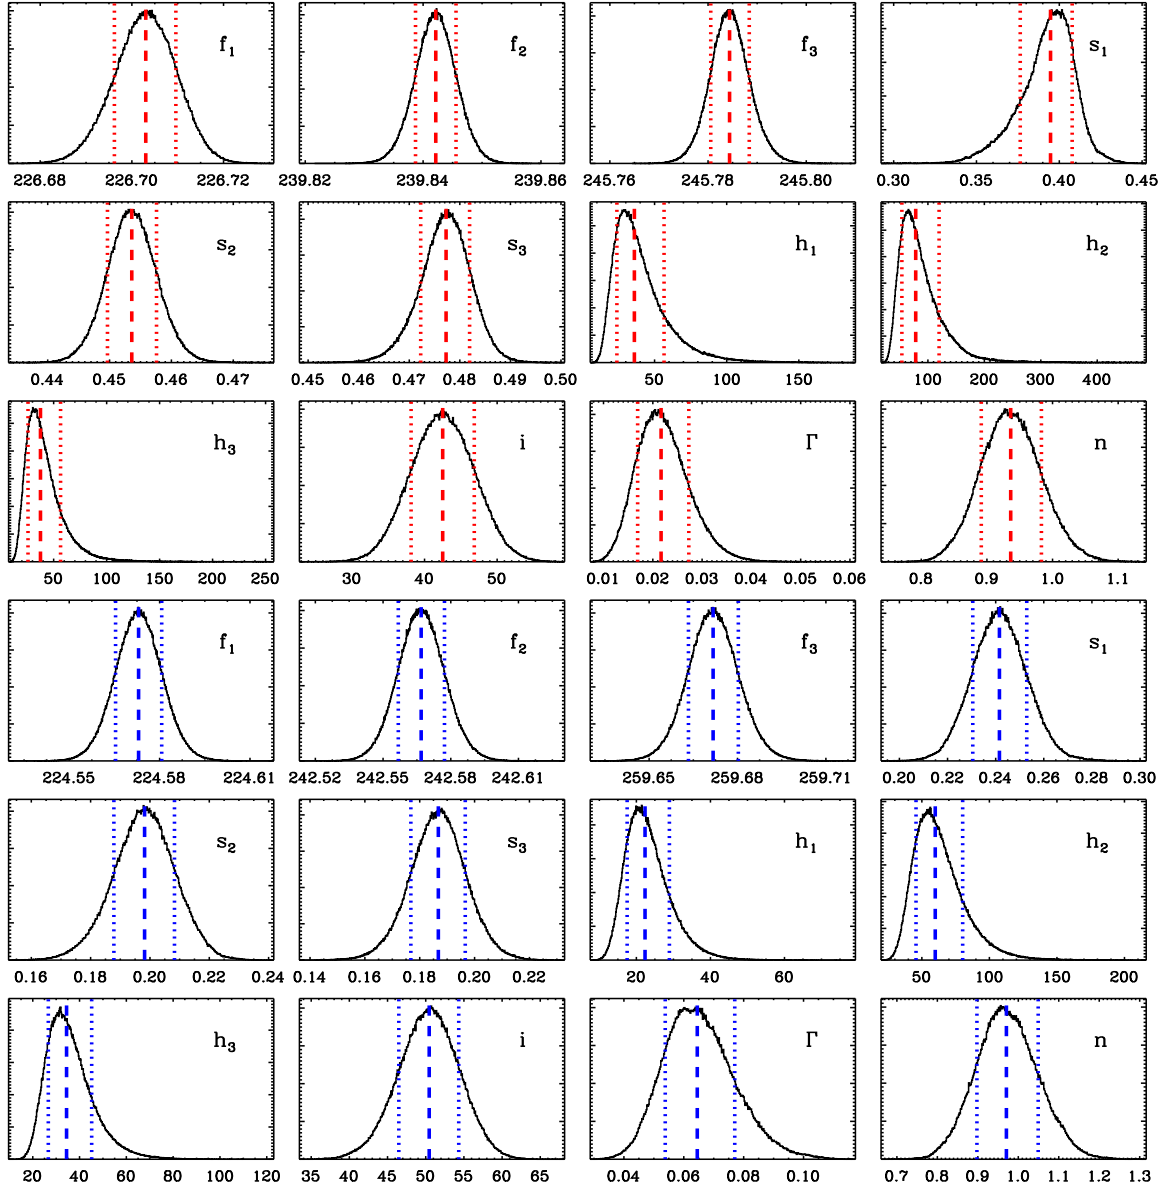 f₁ f₂ f₃ s₁
226.68 226.70 226.72 239.82 239.84 239.86 245.76 245.78 245.80 0.30 0.35 0.40 0.45
s₂ s₃ h₁ h₂
0.44 0.45 0.46 0.47 0.45 0.46 0.47 0.48 0.49 0.50 50 100 150 100 200 300 400
h₃ i Γ n
50 100 150 200 250 30 40 50 0.01 0.02 0.03 0.04 0.05 0.06 0.8 0.9 1.0 1.1
f₁ f₂ f₃ s₁
224.55 224.58 224.61 242.52 242.55 242.58 242.61 259.65 259.68 259.71 0.20 0.22 0.24 0.26 0.28 0.30
s₂ s₃ h₁ h₂
0.16 0.18 0.20 0.22 0.24 0.14 0.16 0.18 0.20 0.22 20 40 60 50 100 150 200
h₃ i Γ n
20 40 60 80 100 120 35 40 45 50 55 60 65 0.04 0.06 0.08 0.10 0.7 0.8 0.9 1.0 1.1 1.2 1.3